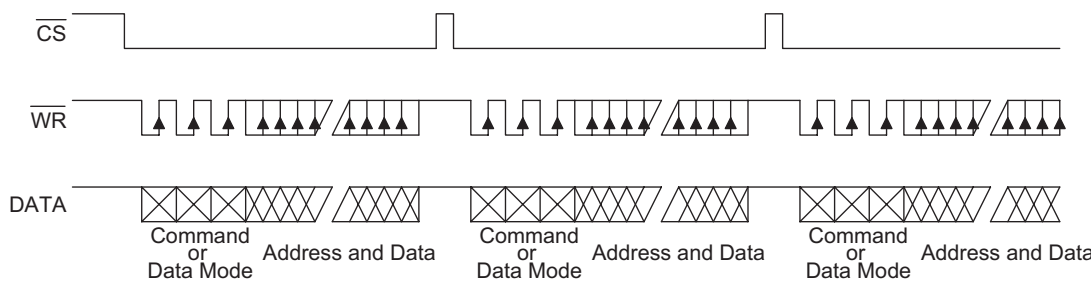 CS
WR
DATA
Command
or
Data Mode
Address and Data
Command
or
Data Mode
Address and Data
Command
or
Data Mode
Address and Data